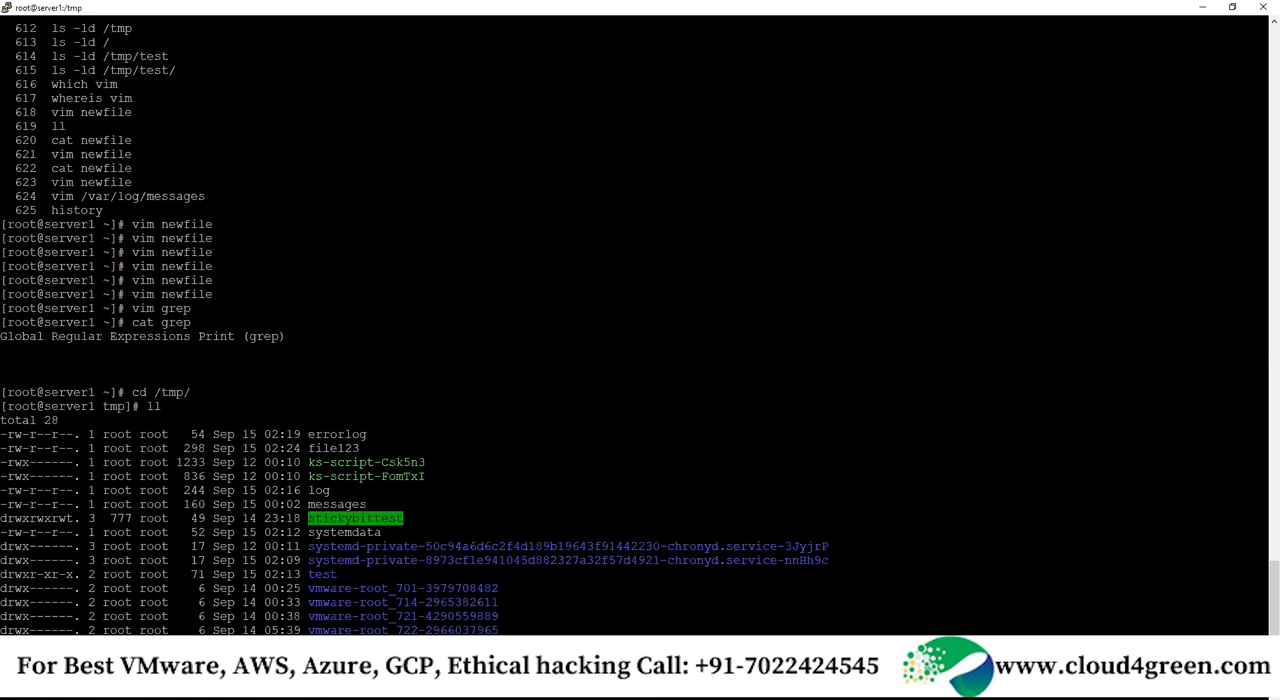 root@server1:/tmp
612 ls -ld /tmp
613 ls -ld /
614 ls -ld /tmp/test
615 ls -ld /tmp/test/
616 which vim
617 whereis vim
618 vim newfile
619 ll
620 cat newfile
621 vim newfile
622 cat newfile
623 vim newfile
624 vim /var/log/messages
625 history
[root@server1 ~]# vim newfile
[root@server1 ~]# vim newfile
[root@server1 ~]# vim newfile
[root@server1 ~]# vim newfile
[root@server1 ~]# vim newfile
[root@server1 ~]# vim newfile
[root@server1 ~]# vim grep
[root@server1 ~]# cat grep
Global Regular Expressions Print (grep)
[root@server1 ~]# cd /tmp/
[root@server1 tmp]# ll
total 28
-rw-r--r--. 1 root root 54 Sep 15 02:19 errorlog
-rw-r--r--. 1 root root 298 Sep 15 02:24 file123
-rwx------. 1 root root 1233 Sep 12 00:10 ks-script-Csk5n3
-rwx------. 1 root root 836 Sep 12 00:10 ks-script-FomTxI
-rw-r--r--. 1 root root 244 Sep 15 02:16 log
-rw-r--r--. 1 root root 160 Sep 15 00:02 messages
drwxrwxrwt. 3 777 root 49 Sep 14 23:18 stickybittest
-rw-r--r--. 1 root root 52 Sep 15 02:12 systemdata
drwx------. 3 root root 17 Sep 12 00:11 systemd-private-50c94a6d6c2f4d189b19643f91442230-chronyd.service-3JyjrP
drwx------. 3 root root 17 Sep 15 02:09 systemd-private-8973cf1e941045d882327a32f57d4921-chronyd.service-nnHh9c
drwxr-xr-x. 2 root root 71 Sep 15 02:13 test
drwx------. 2 root root 6 Sep 14 00:25 vmware-root_701-3979708482
drwx------. 2 root root 6 Sep 14 00:33 vmware-root_714-2965382611
drwx------. 2 root root 6 Sep 14 00:38 vmware-root_721-4290559889
drwx------. 2 root root 6 Sep 14 05:39 vmware-root_722-2966037965
For Best VMware, AWS, Azure, GCP, Ethical hacking Call: +91-7022424545 www.cloud4green.com